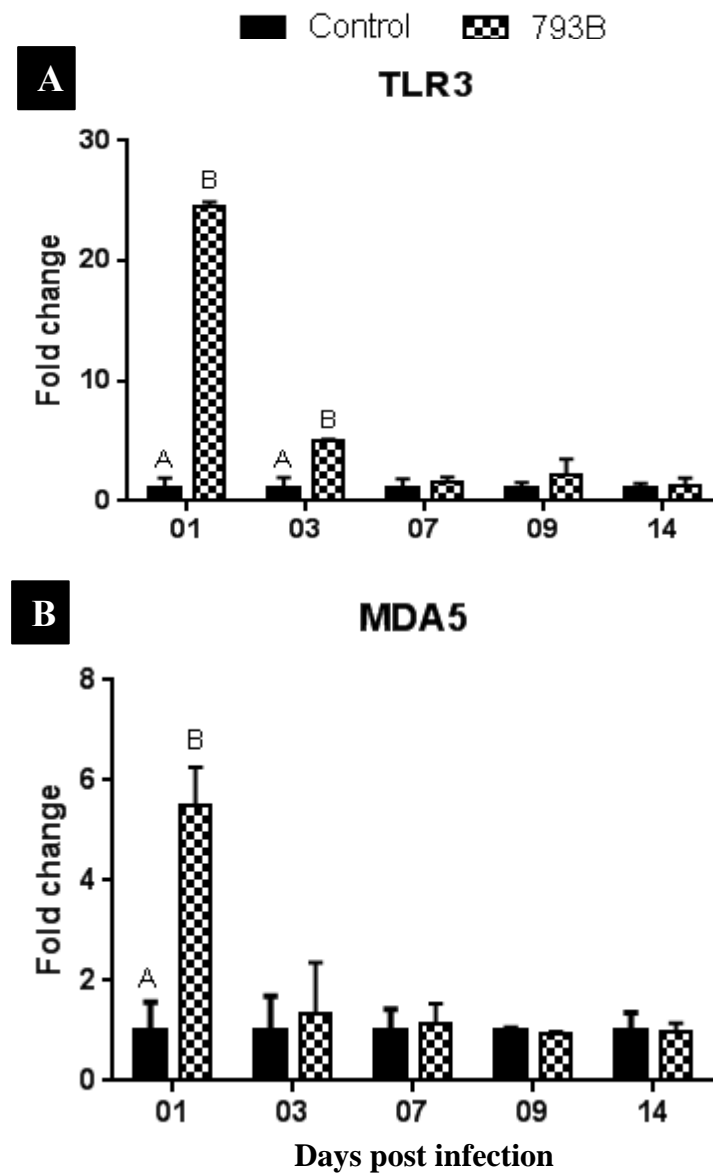 Control 793B
A
TLR3
Fold change
30
20
10
0
B
A
A
B
01 03 07 09 14
B
MDA5
Fold change
8
6
4
2
0
B
A
01 03 07 09 14
Days post infection